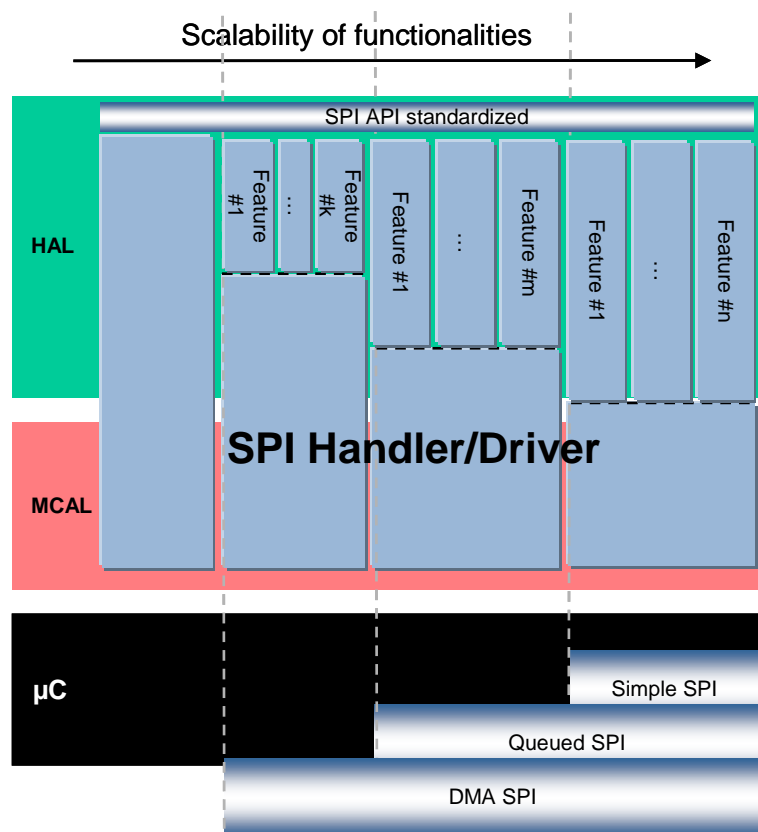 Scalability of functionalities
SPI API standardized
HAL
Feature #1
…
Feature #k
Feature #1
…
Feature #m
Feature #1
…
Feature #n
SPI Handler/Driver
MCAL
µC
Simple SPI
Queued SPI
DMA SPI